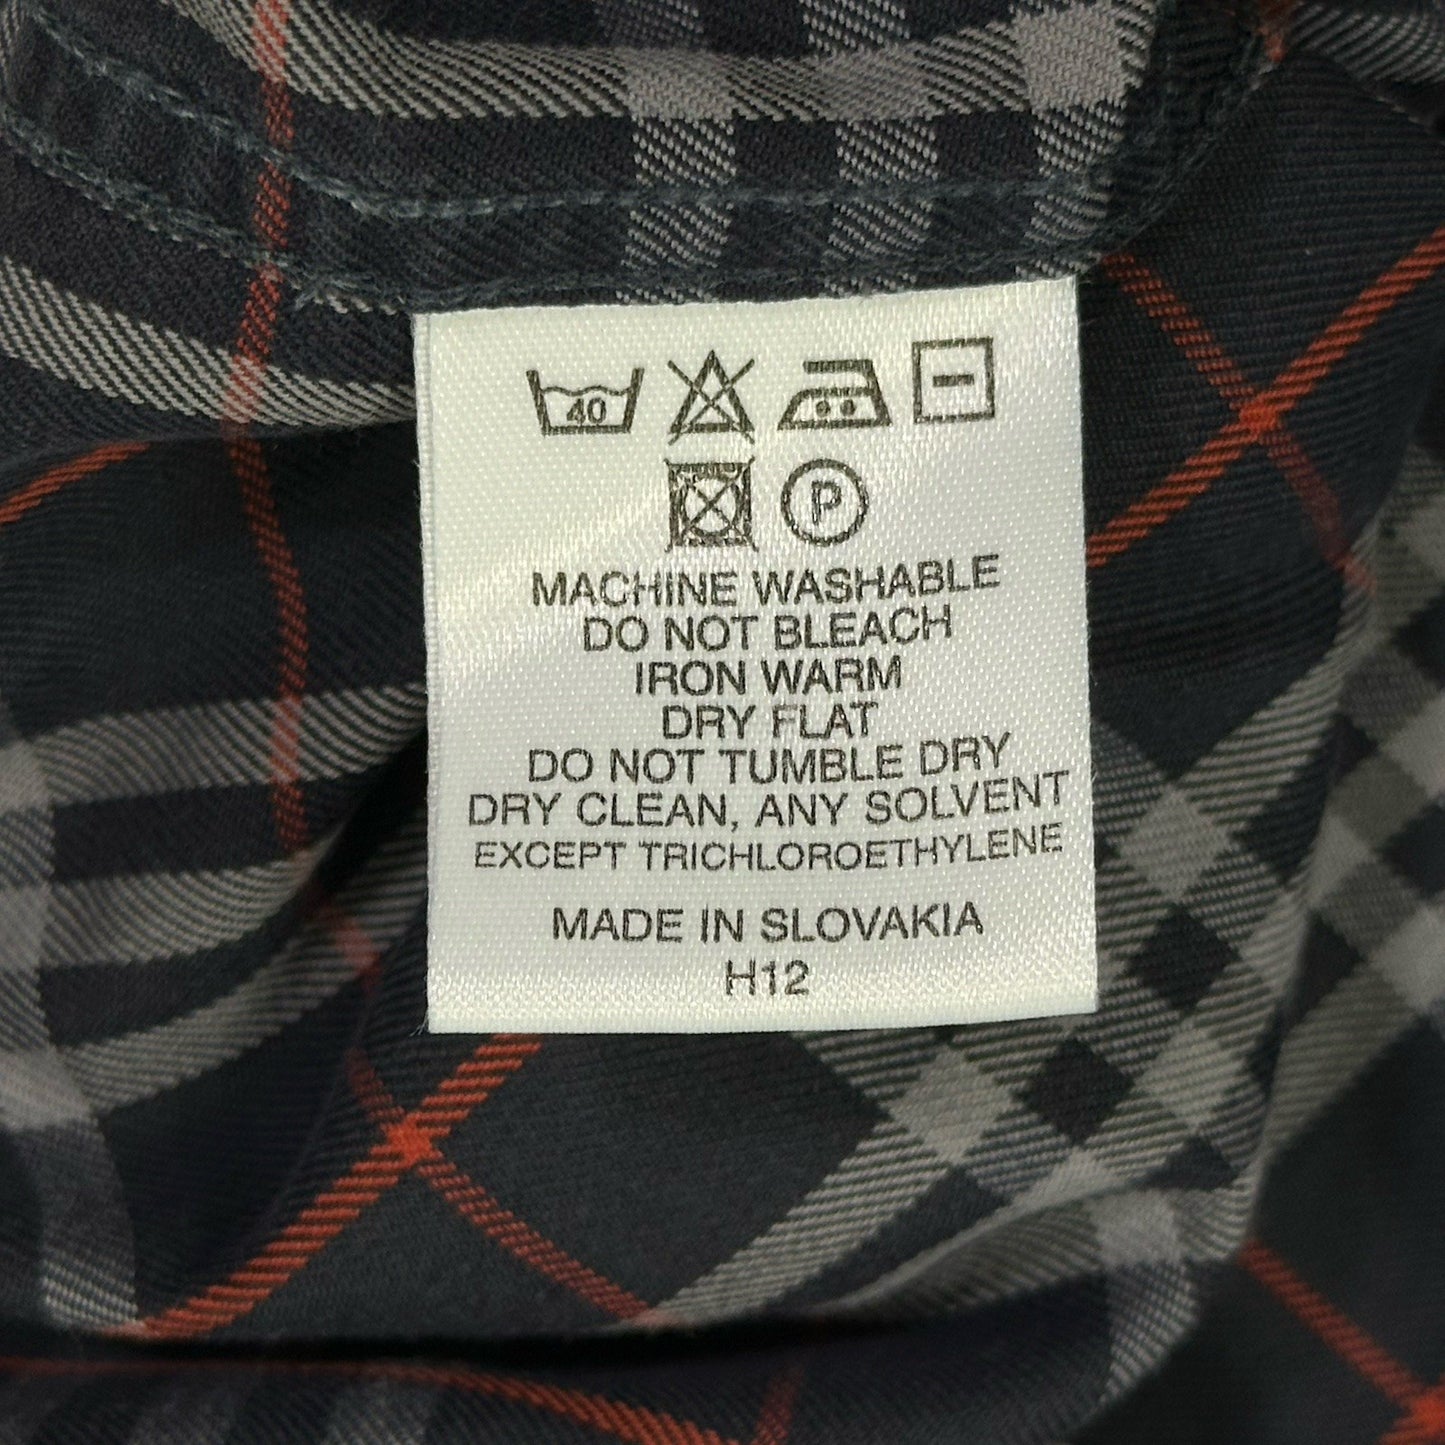 40
P
MACHINE WASHABLE
DO NOT BLEACH
IRON WARM
DRY FLAT
DO NOT TUMBLE DRY
DRY CLEAN, ANY SOLVENT
EXCEPT TRICHLOROETHYLENE
MADE IN SLOVAKIA
H12